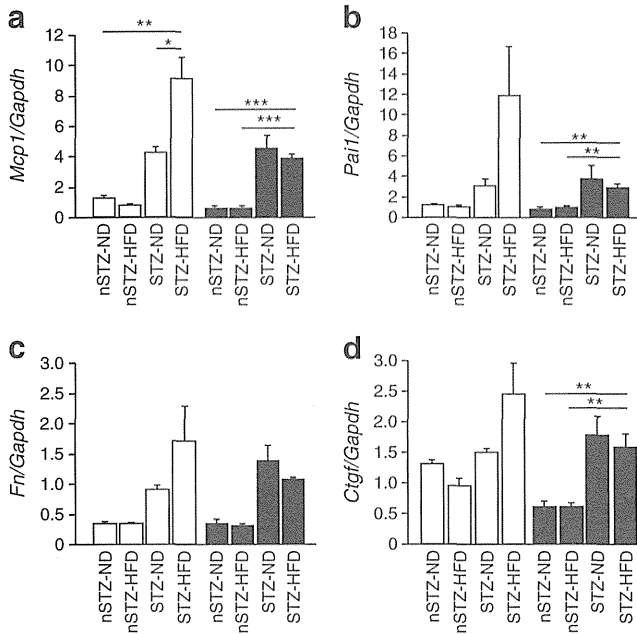 a
Mcp1/Gapdh
12
10
8
6
4
2
0
**
*
***
***
nSTZ-ND
nSTZ-HFD
STZ-ND
STZ-HFD
nSTZ-ND
nSTZ-HFD
STZ-ND
STZ-HFD
b
Pai1/Gapdh
18
16
14
12
10
8
6
4
2
0
**
**
nSTZ-ND
nSTZ-HFD
STZ-ND
STZ-HFD
nSTZ-ND
nSTZ-HFD
STZ-ND
STZ-HFD
c
Fn/Gapdh
3.0
2.5
2.0
1.5
1.0
0.5
0
nSTZ-ND
nSTZ-HFD
STZ-ND
STZ-HFD
nSTZ-ND
nSTZ-HFD
STZ-ND
STZ-HFD
d
Ctgf/Gapdh
3.0
2.5
2.0
1.5
1.0
0.5
0
**
**
nSTZ-ND
nSTZ-HFD
STZ-ND
STZ-HFD
nSTZ-ND
nSTZ-HFD
STZ-ND
STZ-HFD